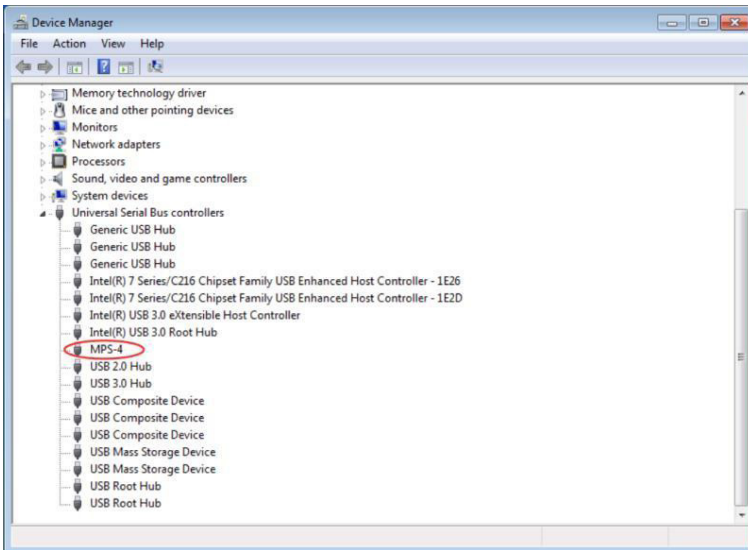 Device Manager
File Action View Help
Memory technology driver
Mice and other pointing devices
Monitors
Network adapters
Processors
Sound, video and game controllers
System devices
Universal Serial Bus controllers
Generic USB Hub
Generic USB Hub
Generic USB Hub
Intel(R) 7 Series/C216 Chipset Family USB Enhanced Host Controller - 1E26
Intel(R) 7 Series/C216 Chipset Family USB Enhanced Host Controller - 1E2D
Intel(R) USB 3.0 eXtensible Host Controller
Intel(R) USB 3.0 Root Hub
MPS-4
USB 2.0 Hub
USB 3.0 Hub
USB Composite Device
USB Composite Device
USB Composite Device
USB Mass Storage Device
USB Mass Storage Device
USB Root Hub
USB Root Hub